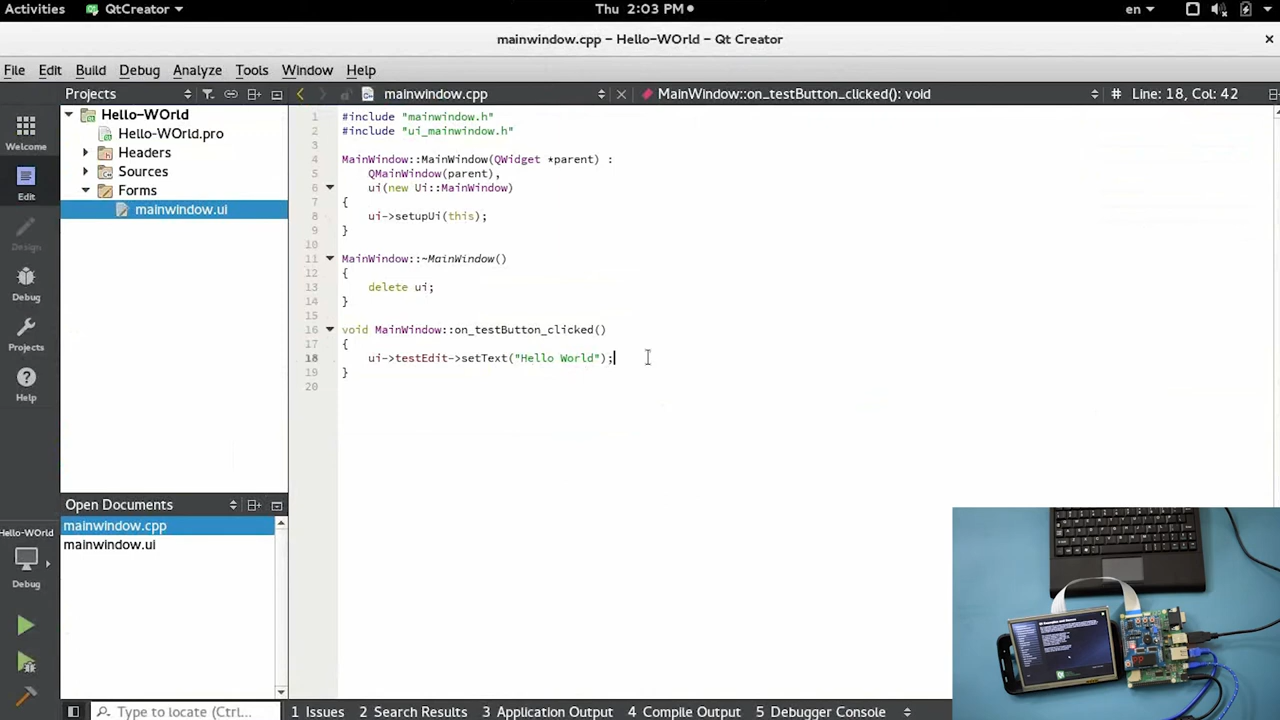 Activities QtCreator Thu 2:03 PM en
mainwindow.cpp – Hello-WOrld – Qt Creator
File Edit Build Debug Analyze Tools Window Help
Projects mainwindow.cpp MainWindow::on_testButton_clicked(): void # Line: 18, Col: 42
Welcome
Edit
Design
Debug
Projects
Help
Hello-WOrld
Debug
Hello-WOrld
Hello-WOrld.pro
Headers
Sources
Forms
mainwindow.ui
Open Documents
mainwindow.cpp
mainwindow.ui
1 #include "mainwindow.h"
2 #include "ui_mainwindow.h"
3
4 MainWindow::MainWindow(QWidget *parent) :
5 QMainWindow(parent),
6 ui(new Ui::MainWindow)
7 {
8 ui->setupUi(this);
9 }
10
11 MainWindow::~MainWindow()
12 {
13 delete ui;
14 }
15
16 void MainWindow::on_testButton_clicked()
17 {
18 ui->testEdit->setText("Hello World");
19 }
20
Type to locate (Ctrl... 1 Issues 2 Search Results 3 Application Output 4 Compile Output 5 Debugger Console